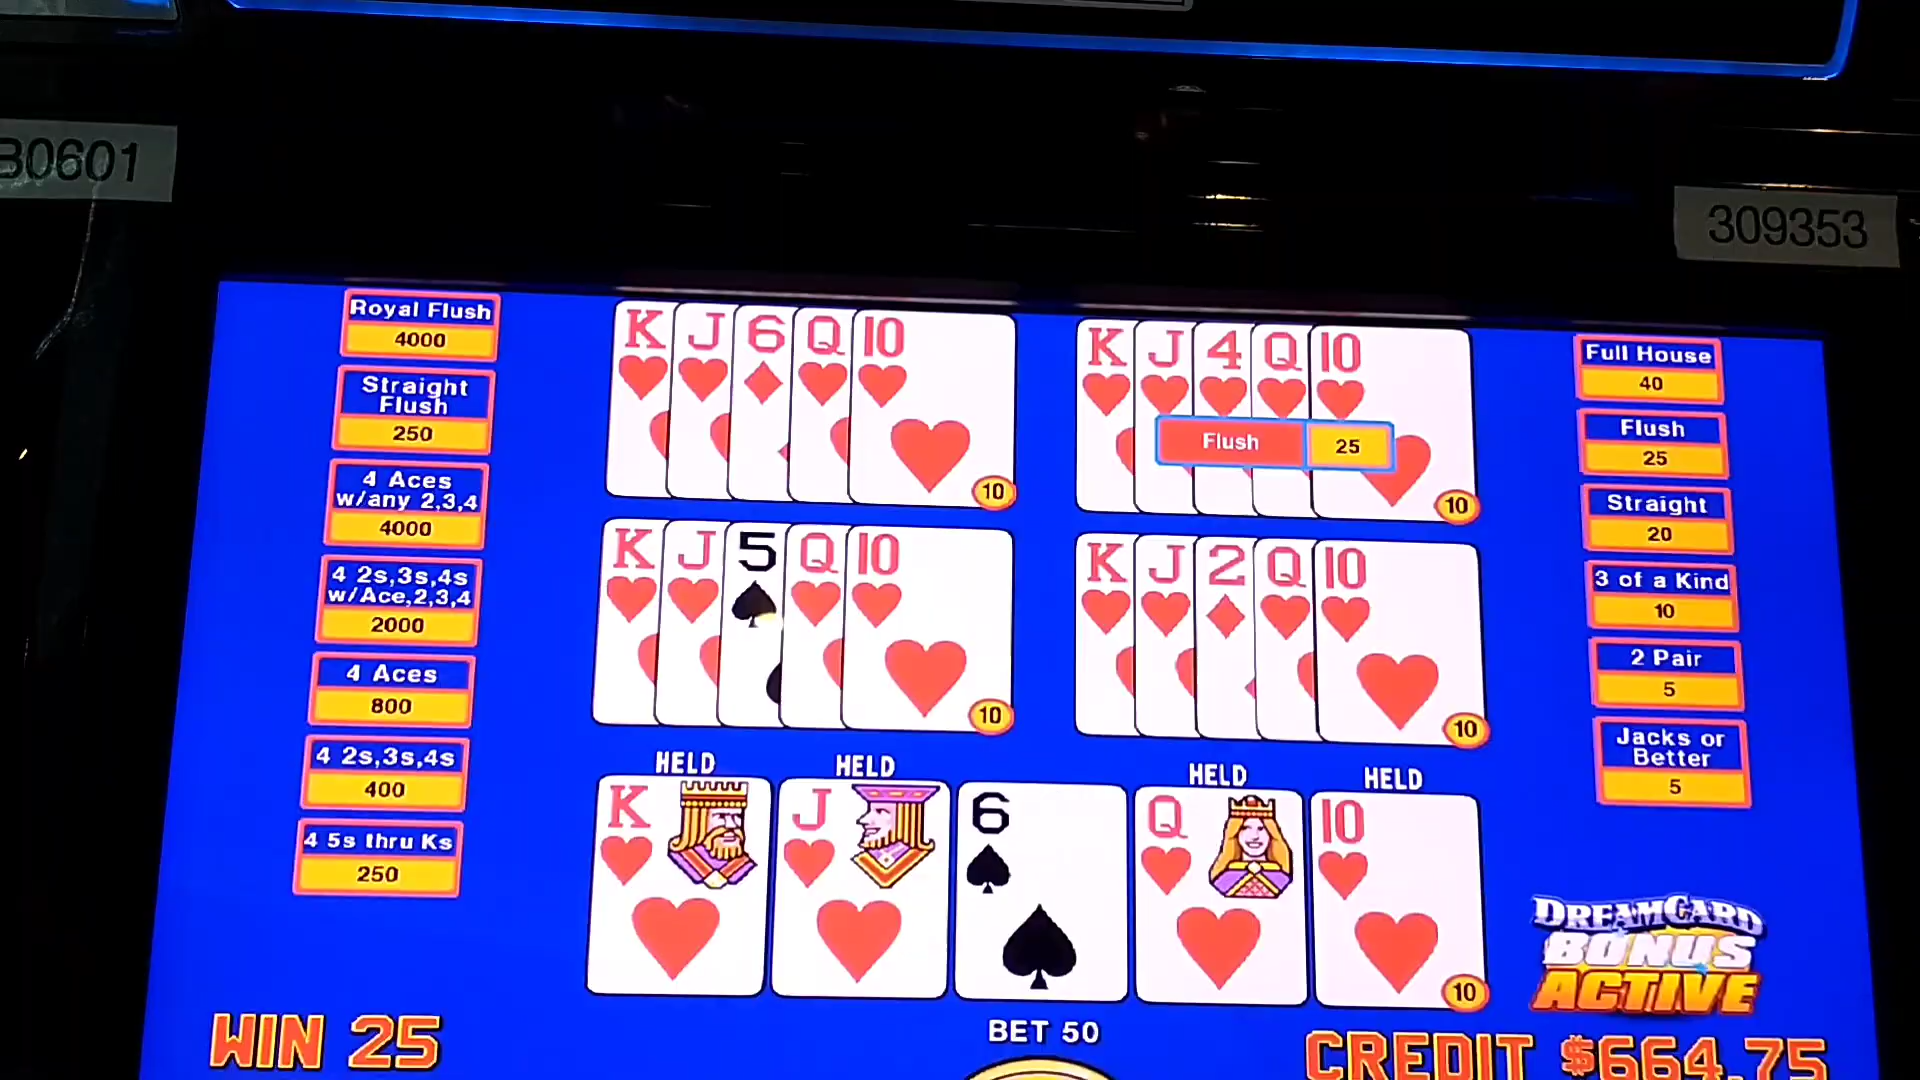 B0601
309353
Royal Flush
4000
Straight
Flush
250
4 Aces
w/any 2,3,4
4000
4 2s,3s,4s
w/Ace,2,3,4
2000
4 Aces
800
4 2s,3s,4s
400
4 5s thru Ks
250
K J 6 Q 10
10
K J 4 Q 10
Flush 25
10
K J 5 Q 10
10
K J 2 Q 10
10
HELD HELD HELD HELD
K J 6 Q 10
10
Full House
40
Flush
25
Straight
20
3 of a Kind
10
2 Pair
5
Jacks or
Better
5
DREAMCARD
BONUS
ACTIVE
WIN 25
BET 50
CREDIT $664.75